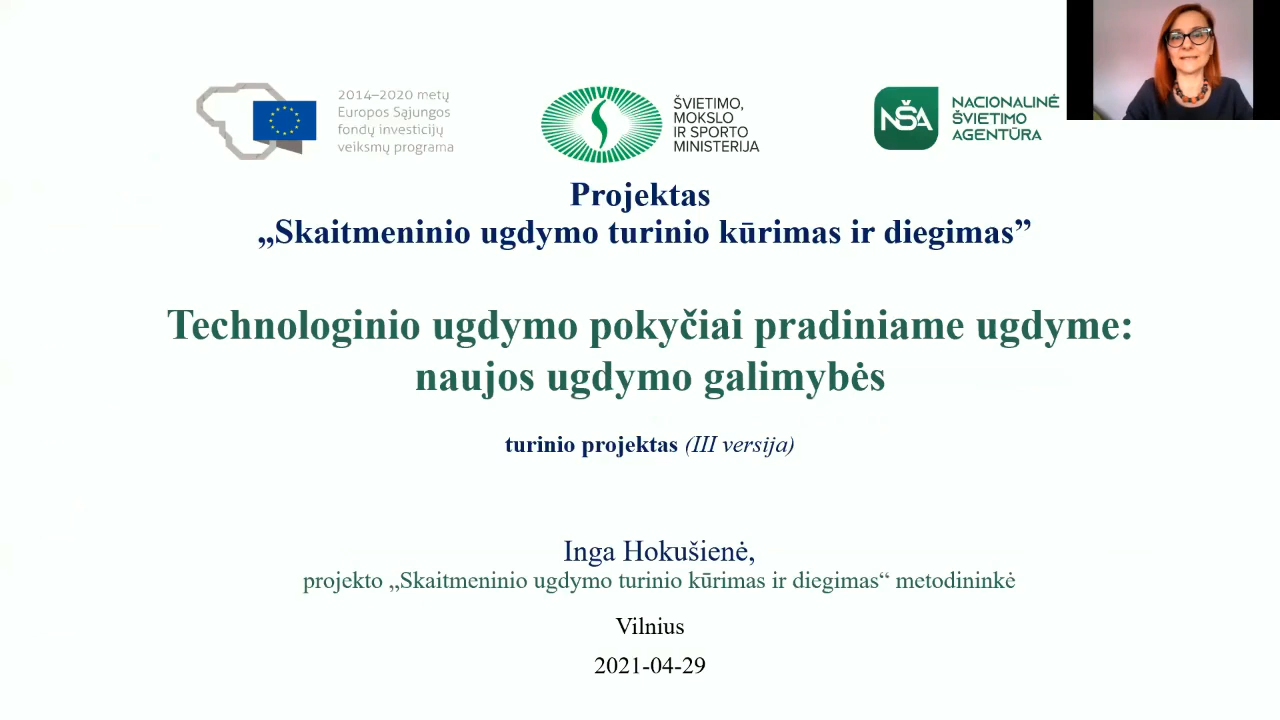 2014–2020 metų
Europos Sąjungos
fondų investicijų
veiksmų programa
ŠVIETIMO,
MOKSLO
IR SPORTO
MINISTERIJA
NŠA
NACIONALINĖ
ŠVIETIMO
AGENTŪRA
Projektas
„Skaitmeninio ugdymo turinio kūrimas ir diegimas”
Technologinio ugdymo pokyčiai pradiniame ugdyme:
naujos ugdymo galimybės
turinio projektas (III versija)
Inga Hokušienė,
projekto „Skaitmeninio ugdymo turinio kūrimas ir diegimas“ metodininkė
Vilnius
2021-04-29